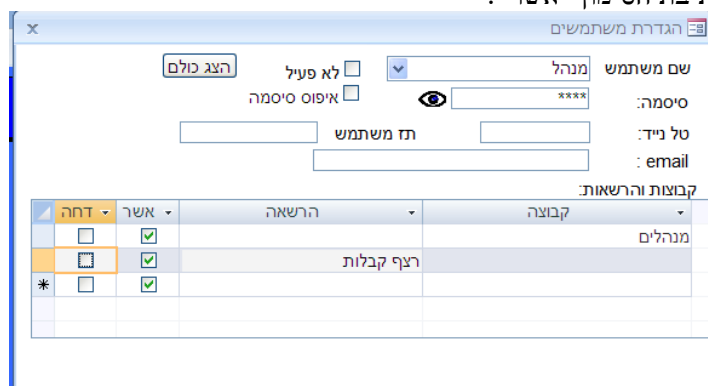 הגדרת משתמשים
שם משתמש מנהל לא פעיל הצג כולם
סיסמה: **** איפוס סיסמה
טל נייד: תז משתמש
email :
קבוצות והרשאות:
קבוצה הרשאה אשר דחה
מנהלים
רצף קבלות